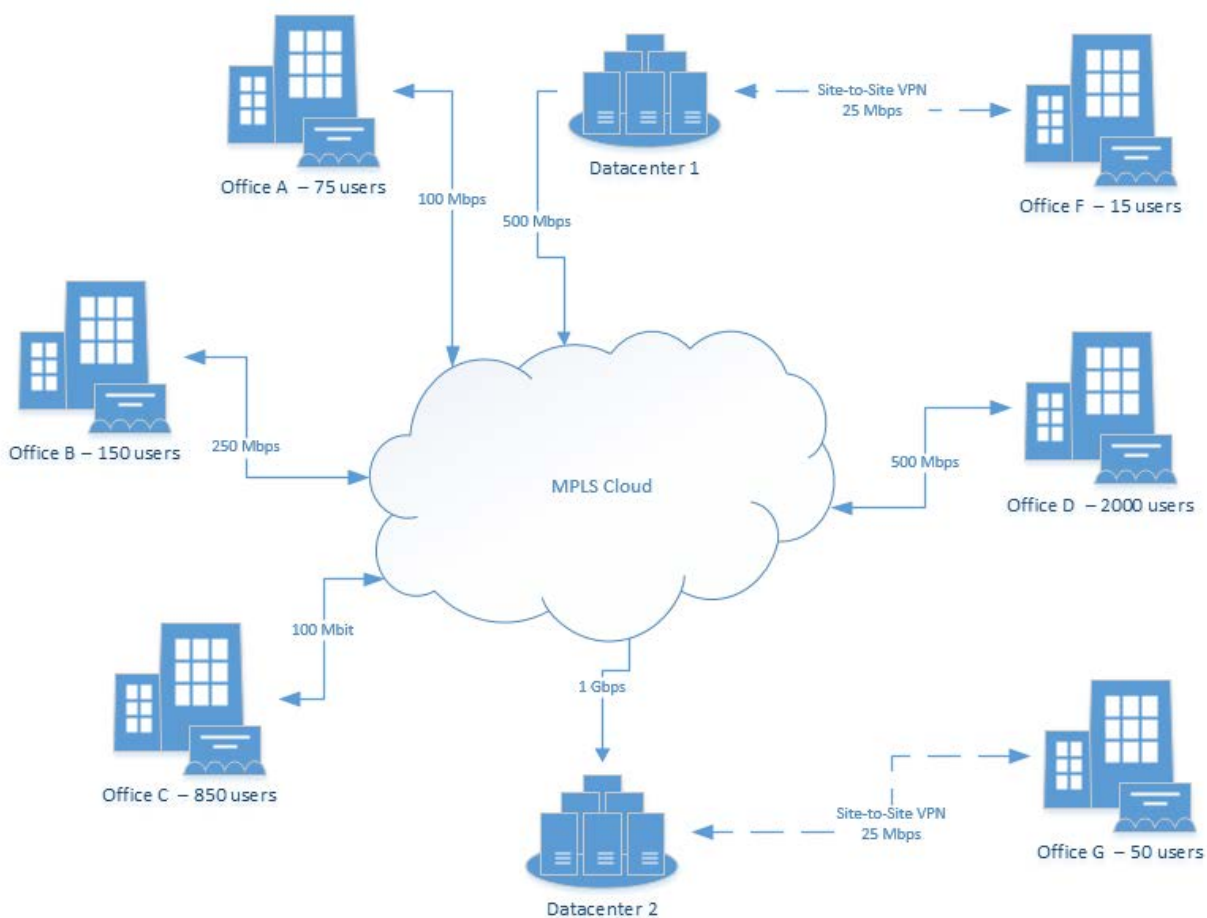 Office A – 75 users
100 Mbps
500 Mbps
Datacenter 1
Site-to-Site VPN
25 Mbps
Office F – 15 users
Office B – 150 users
250 Mbps
MPLS Cloud
500 Mbps
Office D – 2000 users
100 Mbit
Office C – 850 users
1 Gbps
Datacenter 2
Site-to-Site VPN
25 Mbps
Office G – 50 users